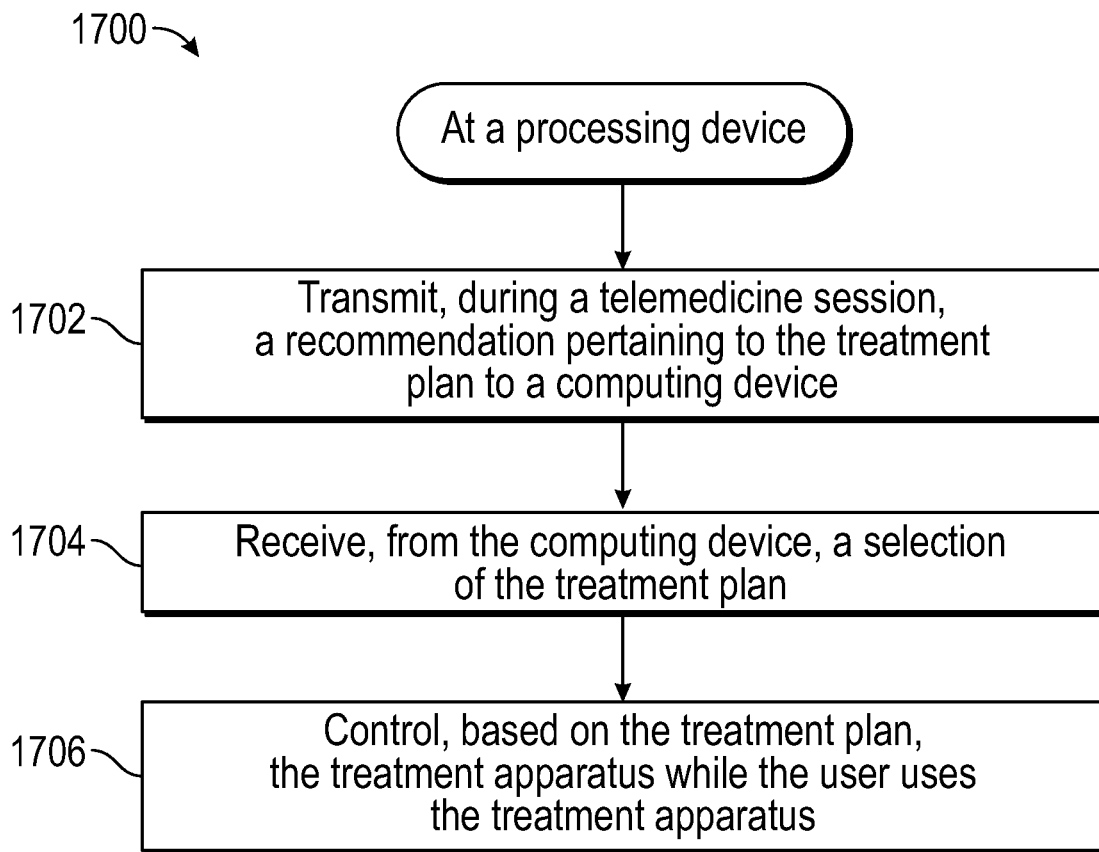 1700
At a processing device
1702
Transmit, during a telemedicine session,
a recommendation pertaining to the treatment
plan to a computing device
1704
Receive, from the computing device, a selection
of the treatment plan
1706
Control, based on the treatment plan,
the treatment apparatus while the user uses
the treatment apparatus